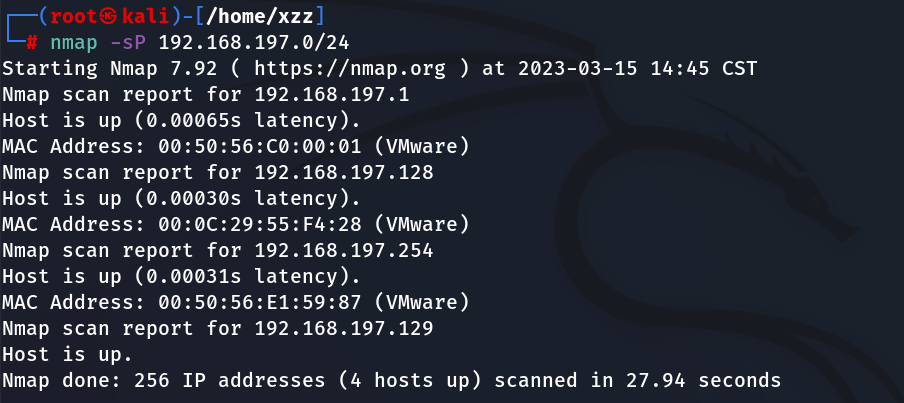 ┌──(root㉿kali)-[/home/xzz]
└─# nmap -sP 192.168.197.0/24
Starting Nmap 7.92 ( https://nmap.org ) at 2023-03-15 14:45 CST
Nmap scan report for 192.168.197.1
Host is up (0.00065s latency).
MAC Address: 00:50:56:C0:00:01 (VMware)
Nmap scan report for 192.168.197.128
Host is up (0.00030s latency).
MAC Address: 00:0C:29:55:F4:28 (VMware)
Nmap scan report for 192.168.197.254
Host is up (0.00031s latency).
MAC Address: 00:50:56:E1:59:87 (VMware)
Nmap scan report for 192.168.197.129
Host is up.
Nmap done: 256 IP addresses (4 hosts up) scanned in 27.94 seconds